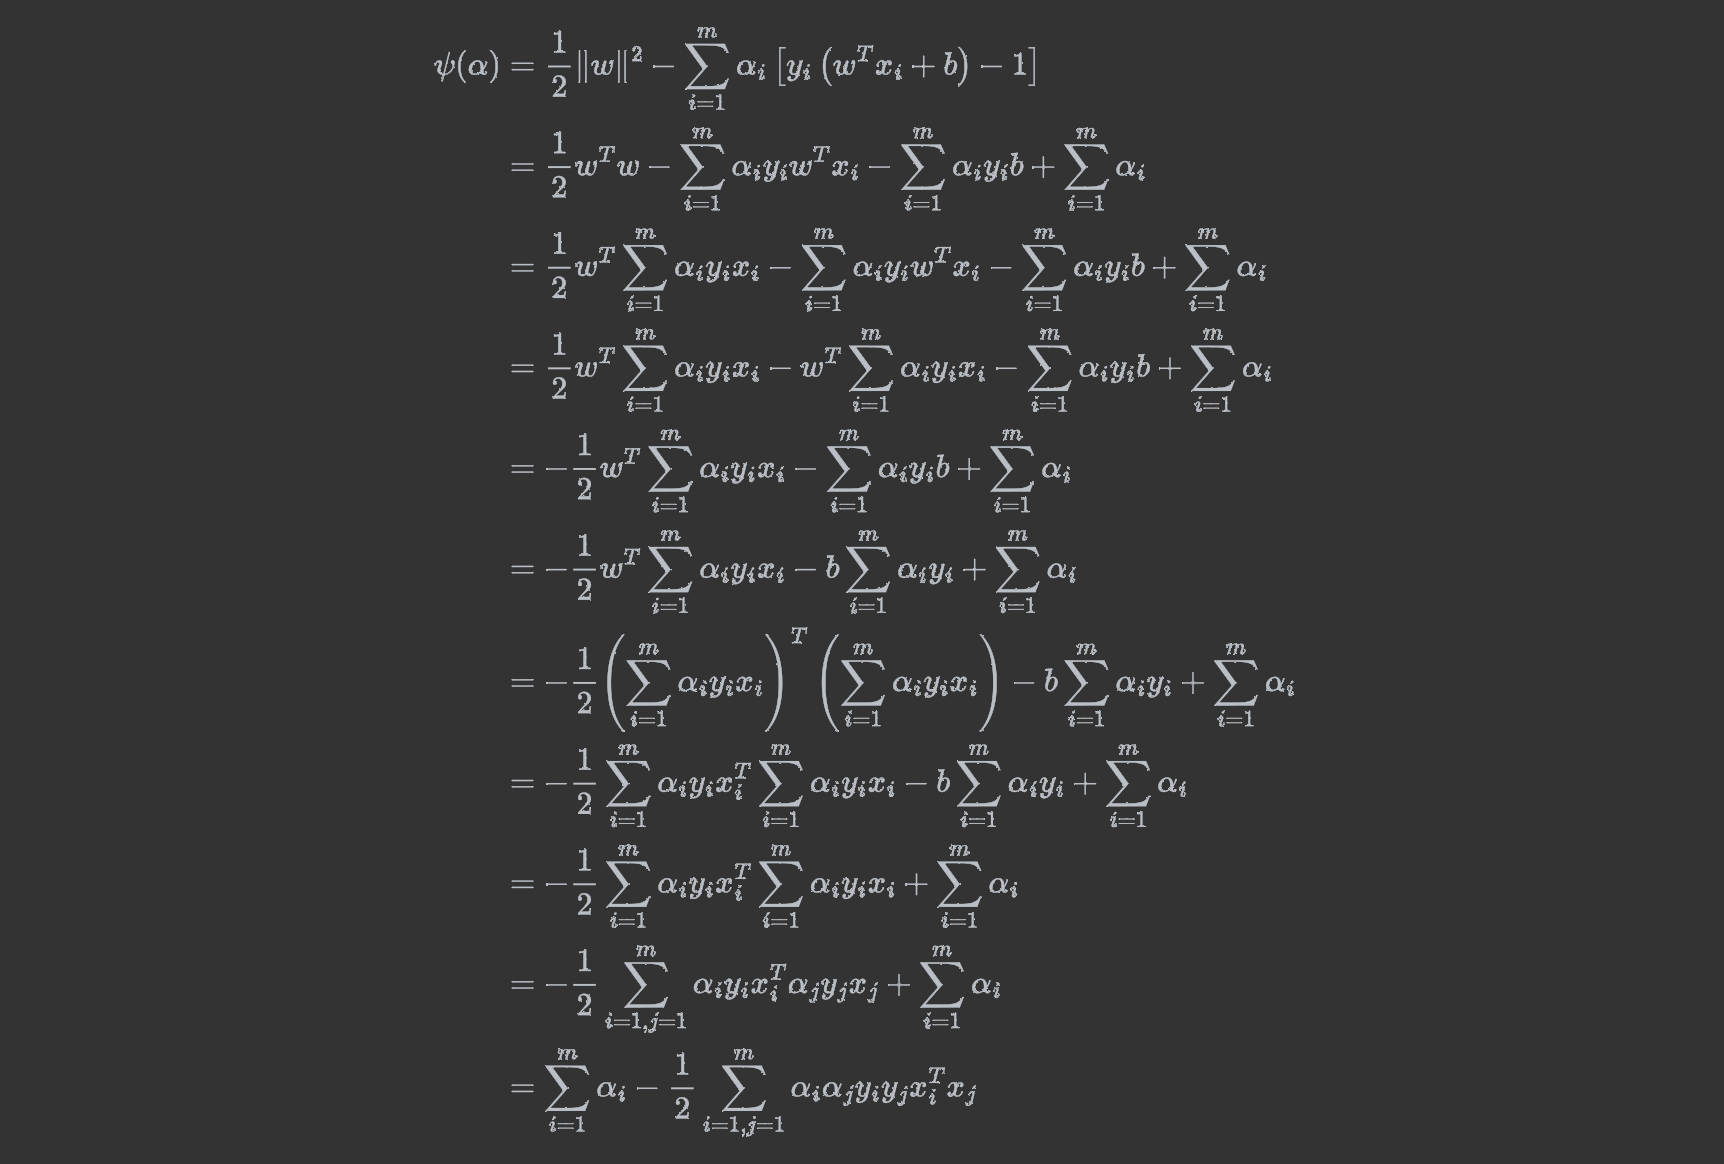 ψ(α) = 1/2 ‖w‖² − ∑_{i=1}^{m} α_i [y_i (w^T x_i + b) − 1]
= 1/2 w^T w − ∑_{i=1}^{m} α_i y_i w^T x_i − ∑_{i=1}^{m} α_i y_i b + ∑_{i=1}^{m} α_i
= 1/2 w^T ∑_{i=1}^{m} α_i y_i x_i − ∑_{i=1}^{m} α_i y_i w^T x_i − ∑_{i=1}^{m} α_i y_i b + ∑_{i=1}^{m} α_i
= 1/2 w^T ∑_{i=1}^{m} α_i y_i x_i − w^T ∑_{i=1}^{m} α_i y_i x_i − ∑_{i=1}^{m} α_i y_i b + ∑_{i=1}^{m} α_i
= − 1/2 w^T ∑_{i=1}^{m} α_i y_i x_i − ∑_{i=1}^{m} α_i y_i b + ∑_{i=1}^{m} α_i
= − 1/2 w^T ∑_{i=1}^{m} α_i y_i x_i − b ∑_{i=1}^{m} α_i y_i + ∑_{i=1}^{m} α_i
= − 1/2 (∑_{i=1}^{m} α_i y_i x_i)^T (∑_{i=1}^{m} α_i y_i x_i) − b ∑_{i=1}^{m} α_i y_i + ∑_{i=1}^{m} α_i
= − 1/2 ∑_{i=1}^{m} α_i y_i x_i^T ∑_{i=1}^{m} α_i y_i x_i − b ∑_{i=1}^{m} α_i y_i + ∑_{i=1}^{m} α_i
= − 1/2 ∑_{i=1}^{m} α_i y_i x_i^T ∑_{i=1}^{m} α_i y_i x_i + ∑_{i=1}^{m} α_i
= − 1/2 ∑_{i=1,j=1}^{m} α_i y_i x_i^T α_j y_j x_j + ∑_{i=1}^{m} α_i
= ∑_{i=1}^{m} α_i − 1/2 ∑_{i=1,j=1}^{m} α_i α_j y_i y_j x_i^T x_j